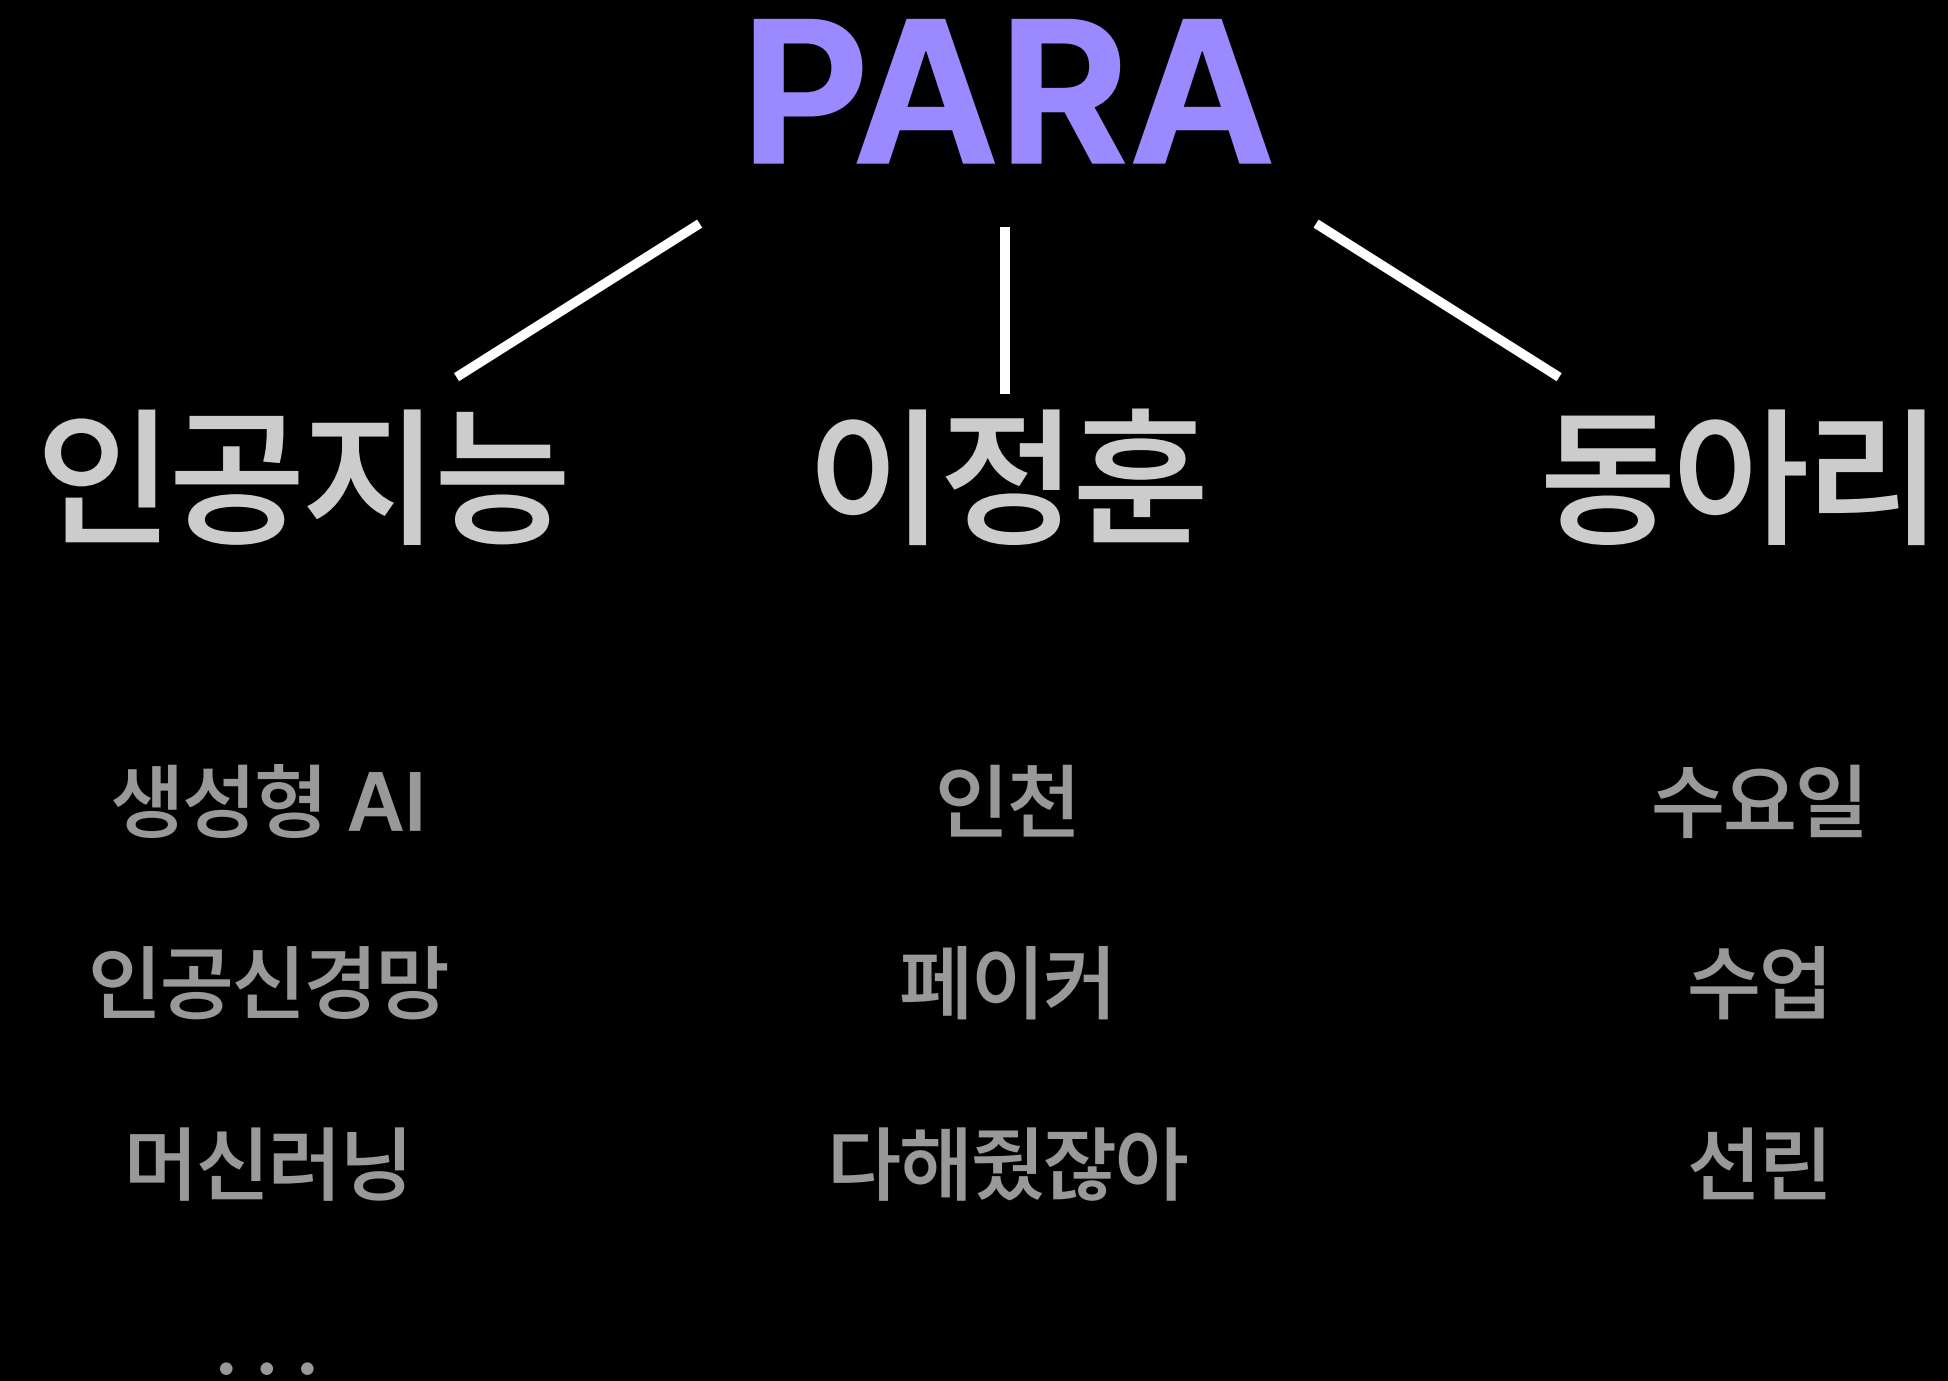 PARA
인공지능 이정훈 동아리
생성형 AI 인천 수요일
인공신경망 페이커 수업
머신러닝 다해줬잖아 선린
...